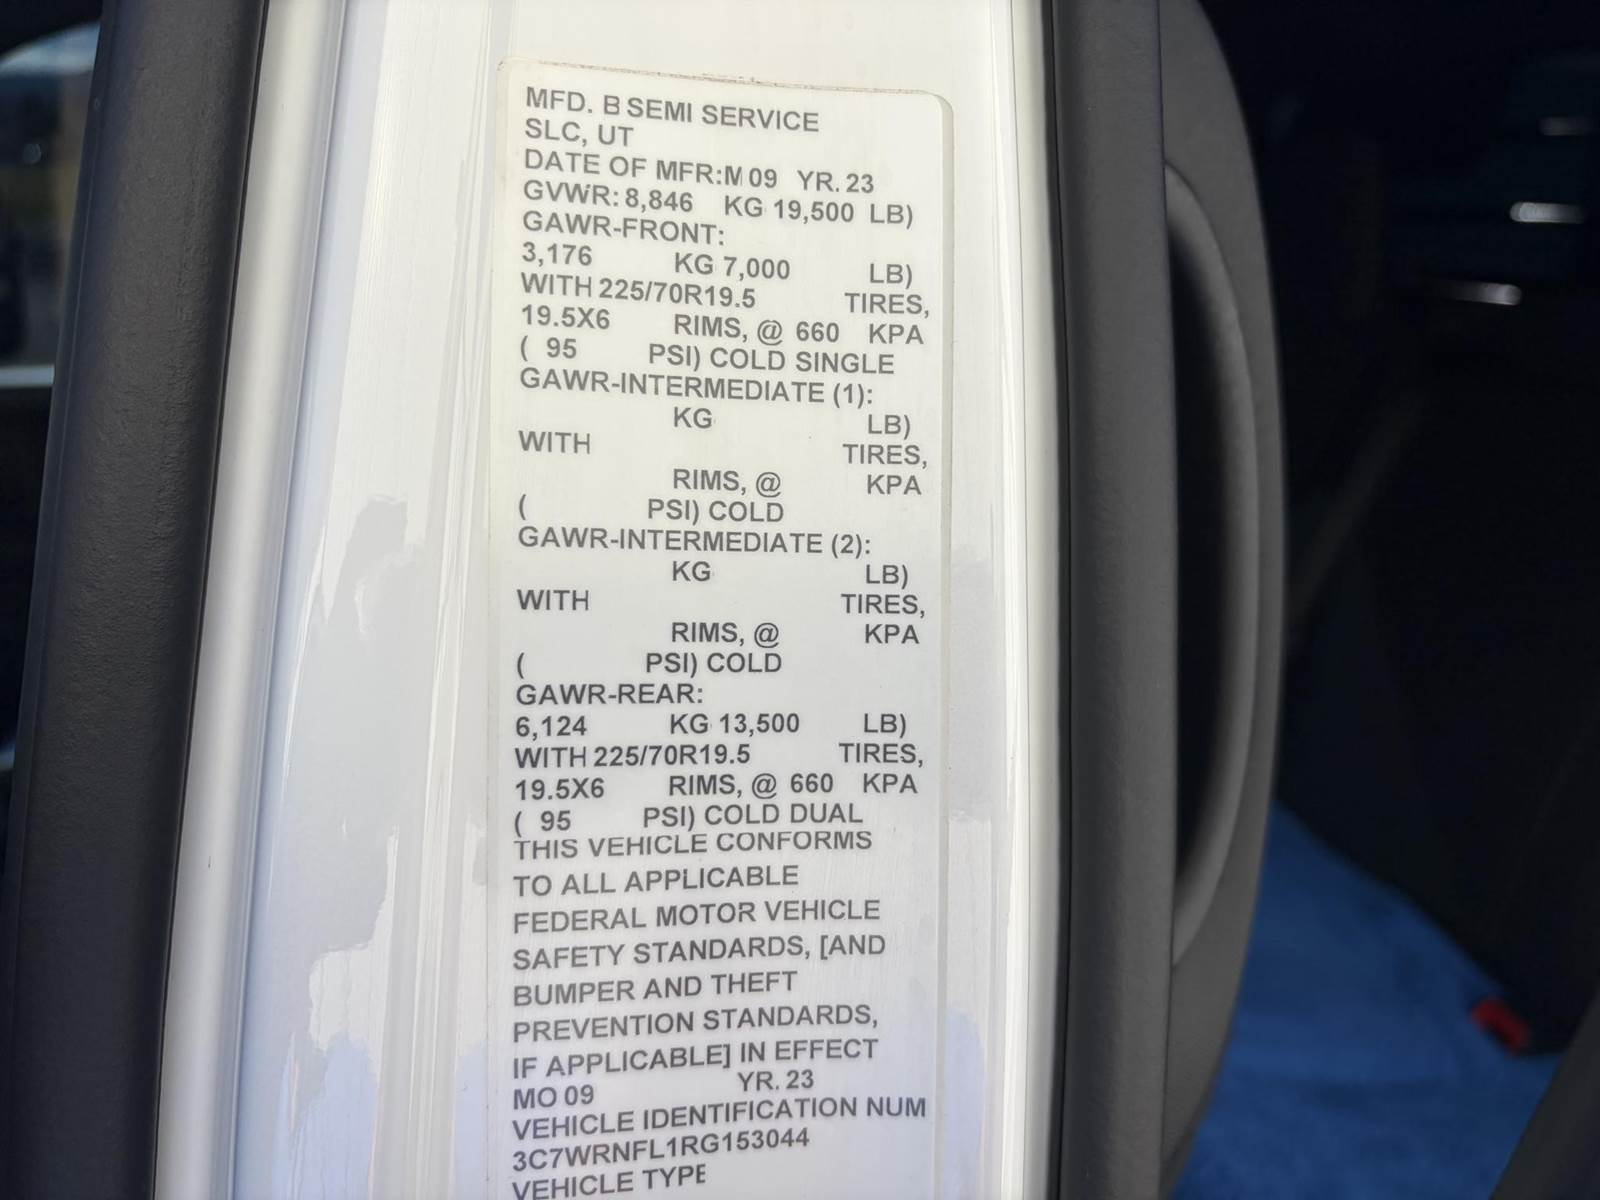 MFD. B SEMI SERVICE
SLC, UT
DATE OF MFR: M 09 YR. 23
GVWR: 8,846 KG 19,500 LB)
GAWR-FRONT:
3,176 KG 7,000 LB)
WITH 225/70R19.5 TIRES,
19.5X6 RIMS, @ 660 KPA
( 95 PSI) COLD SINGLE
GAWR-INTERMEDIATE (1):
KG LB)
WITH TIRES,
RIMS, @ KPA
( PSI) COLD
GAWR-INTERMEDIATE (2):
KG LB)
WITH TIRES,
RIMS, @ KPA
( PSI) COLD
GAWR-REAR:
6,124 KG 13,500 LB)
WITH 225/70R19.5 TIRES,
19.5X6 RIMS, @ 660 KPA
( 95 PSI) COLD DUAL
THIS VEHICLE CONFORMS
TO ALL APPLICABLE
FEDERAL MOTOR VEHICLE
SAFETY STANDARDS, [AND
BUMPER AND THEFT
PREVENTION STANDARDS,
IF APPLICABLE] IN EFFECT
MO 09 YR. 23
VEHICLE IDENTIFICATION NUM
3C7WRNFL1RG153044
VEHICLE TYPE